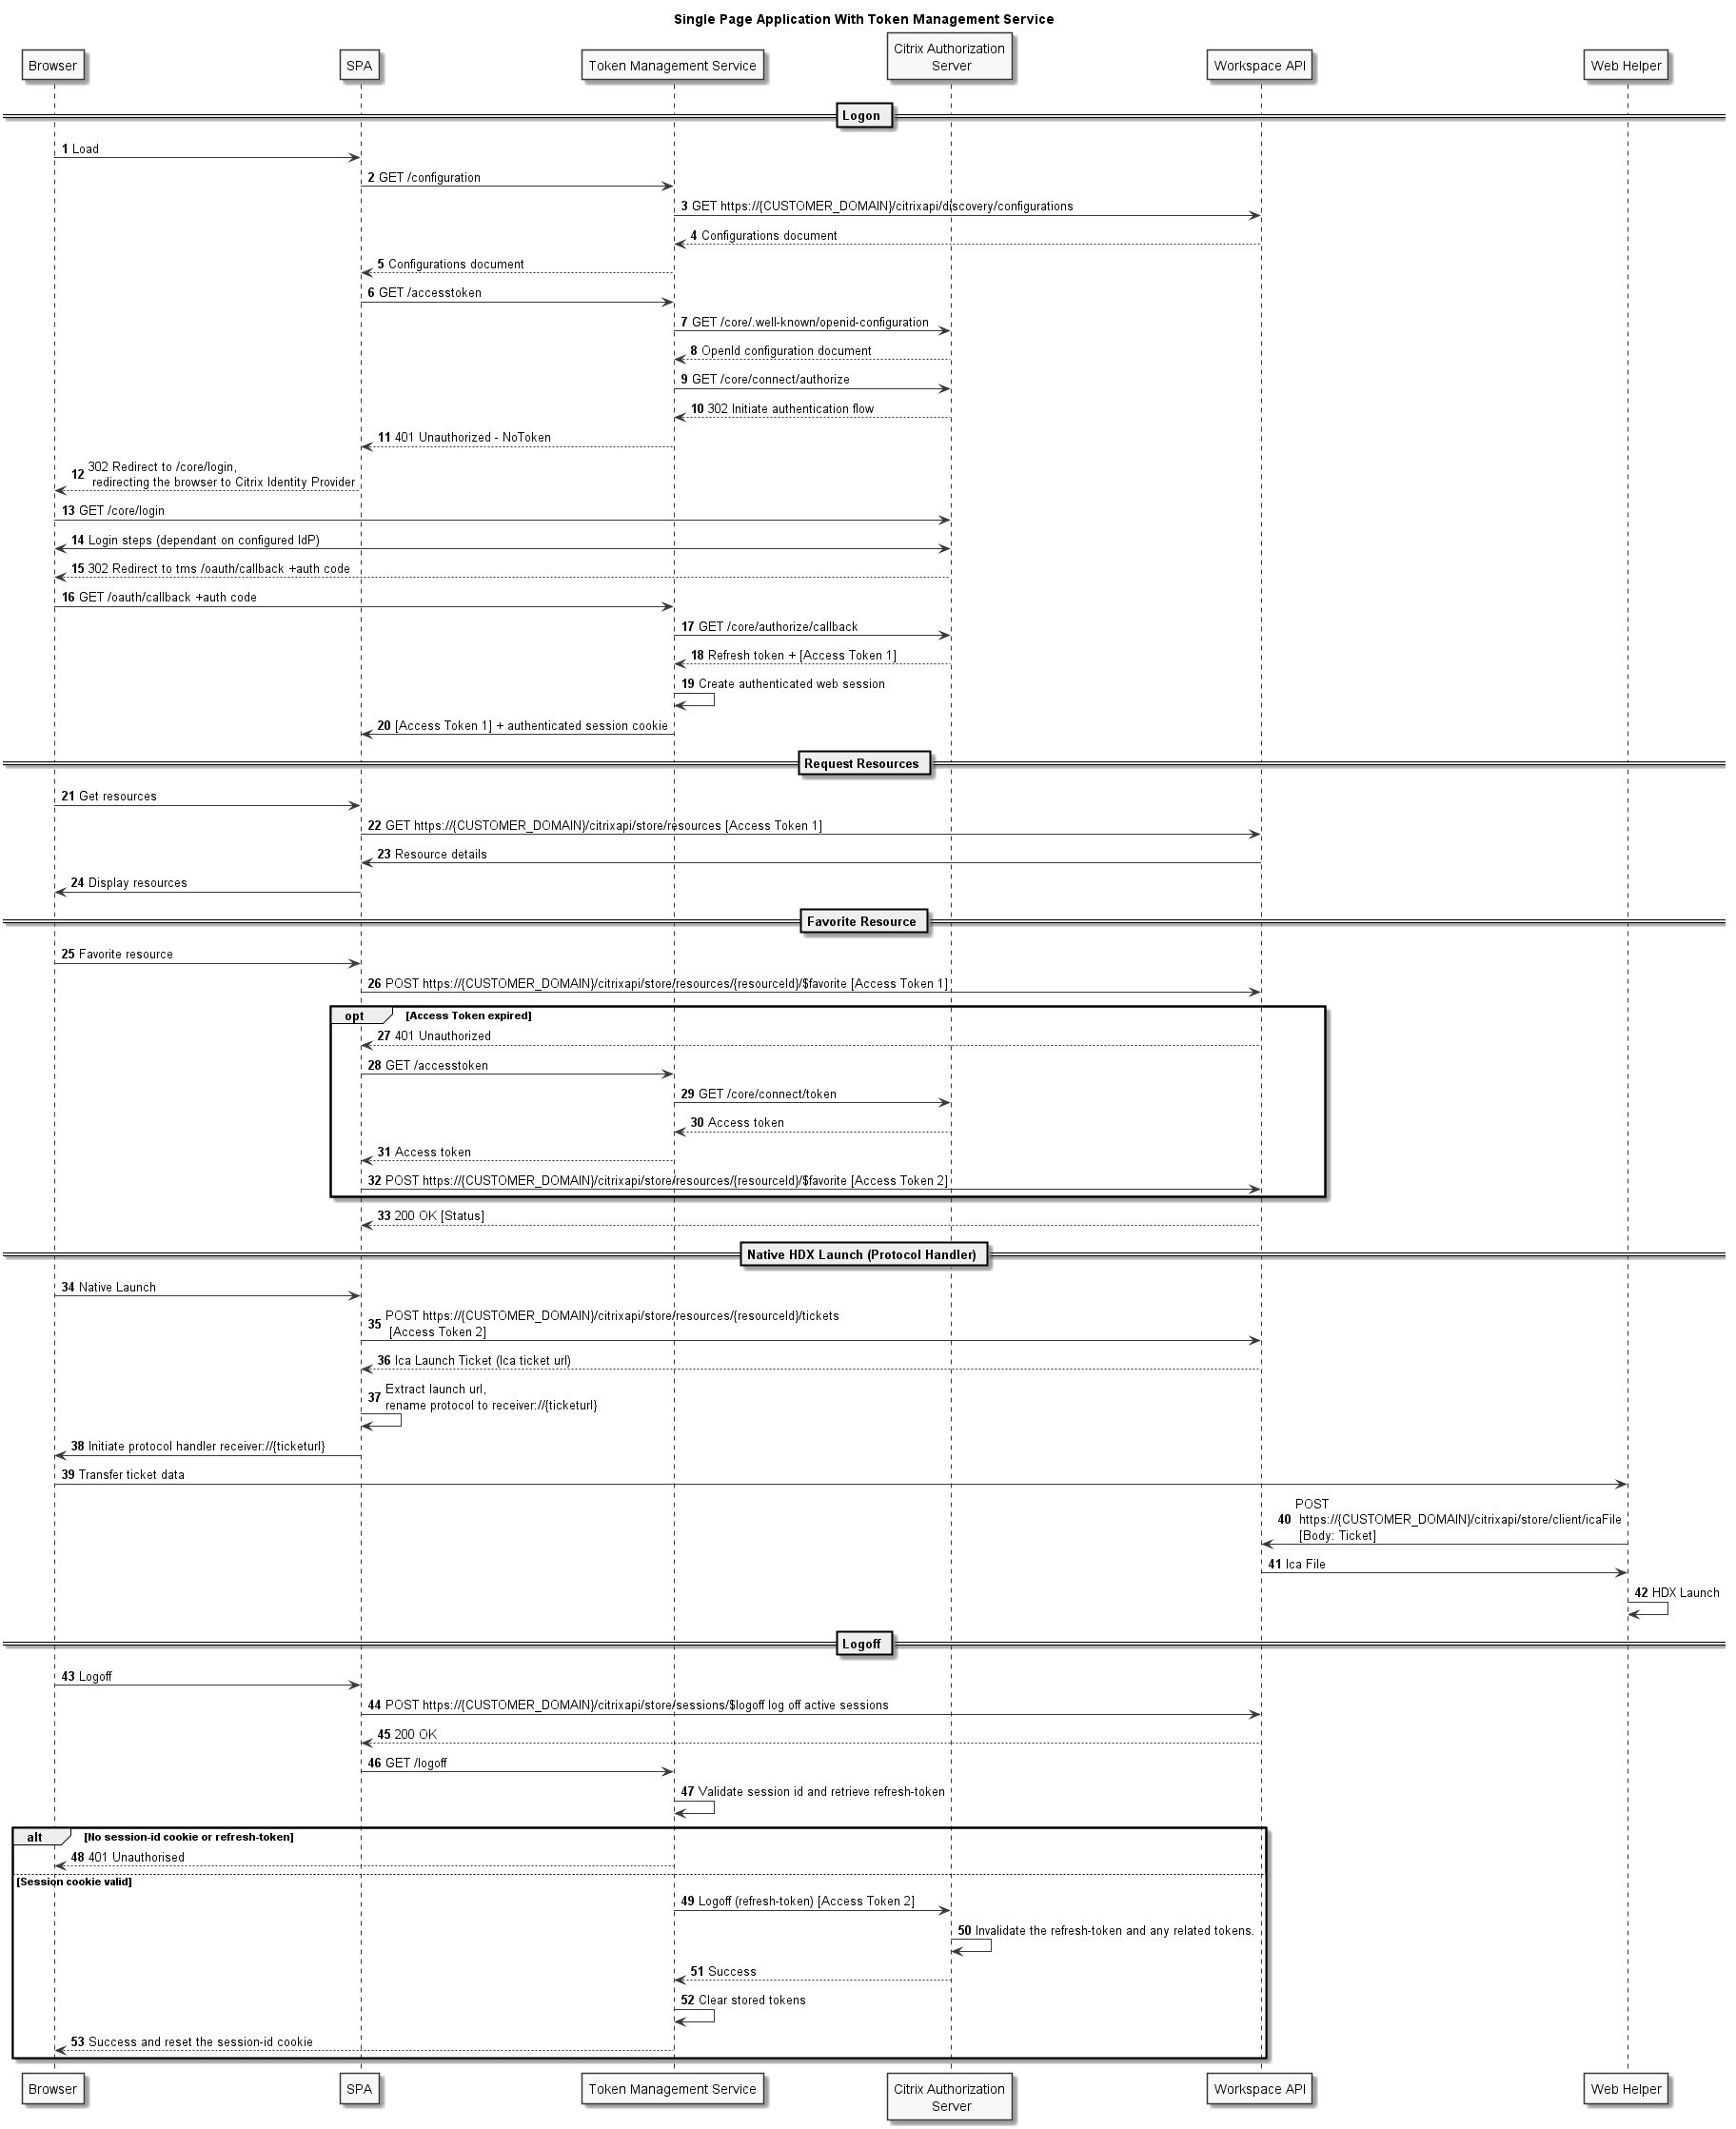 Single Page Application With Token Management Service
Browser
SPA
Token Management Service
Citrix Authorization
Server
Workspace API
Web Helper
Logon
1 Load
2 GET /configuration
3 GET https://{CUSTOMER_DOMAIN}/citrixapi/discovery/configurations
4 Configurations document
5 Configurations document
6 GET /accesstoken
7 GET /core/.well-known/openid-configuration
8 OpenId configuration document
9 GET /core/connect/authorize
10 302 Initiate authentication flow
11 401 Unauthorized - NoToken
12 302 Redirect to /core/login,
redirecting the browser to Citrix Identity Provider
13 GET /core/login
14 Login steps (dependant on configured IdP)
15 302 Redirect to tms /oauth/callback +auth code
16 GET /oauth/callback +auth code
17 GET /core/authorize/callback
18 Refresh token + [Access Token 1]
19 Create authenticated web session
20 [Access Token 1] + authenticated session cookie
Request Resources
21 Get resources
22 GET https://{CUSTOMER_DOMAIN}/citrixapi/store/resources [Access Token 1]
23 Resource details
24 Display resources
Favorite Resource
25 Favorite resource
26 POST https://{CUSTOMER_DOMAIN}/citrixapi/store/resources/{resourceId}/$favorite [Access Token 1]
opt [Access Token expired]
27 401 Unauthorized
28 GET /accesstoken
29 GET /core/connect/token
30 Access token
31 Access token
32 POST https://{CUSTOMER_DOMAIN}/citrixapi/store/resources/{resourceId}/$favorite [Access Token 2]
33 200 OK [Status]
Native HDX Launch (Protocol Handler)
34 Native Launch
35 POST https://{CUSTOMER_DOMAIN}/citrixapi/store/resources/{resourceId}/tickets
[Access Token 2]
36 Ica Launch Ticket (Ica ticket url)
37 Extract launch url,
rename protocol to receiver://{ticketurl}
38 Initiate protocol handler receiver://{ticketurl}
39 Transfer ticket data
POST
40 https://{CUSTOMER_DOMAIN}/citrixapi/store/client/icaFile
[Body: Ticket]
41 Ica File
42 HDX Launch
Logoff
43 Logoff
44 POST https://{CUSTOMER_DOMAIN}/citrixapi/store/sessions/$logoff log off active sessions
45 200 OK
46 GET /logoff
47 Validate session id and retrieve refresh-token
alt [No session-id cookie or refresh-token]
48 401 Unauthorised
[Session cookie valid]
49 Logoff (refresh-token) [Access Token 2]
50 Invalidate the refresh-token and any related tokens.
51 Success
52 Clear stored tokens
53 Success and reset the session-id cookie
Browser
SPA
Token Management Service
Citrix Authorization
Server
Workspace API
Web Helper